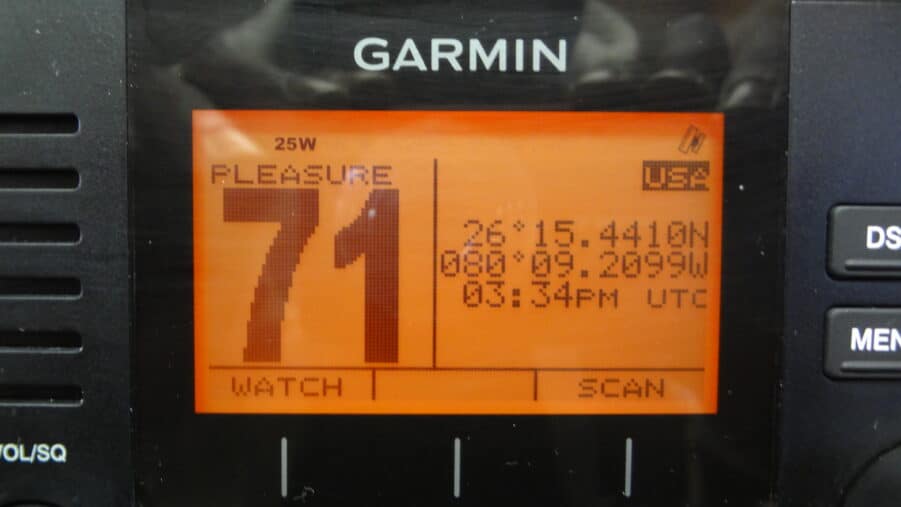 GARMIN
25W
PLEASURE
USA
71
26°15.4410N
080°09.2099W
03:34PM UTC
WATCH
SCAN
DS
MEN
VOL/SQ